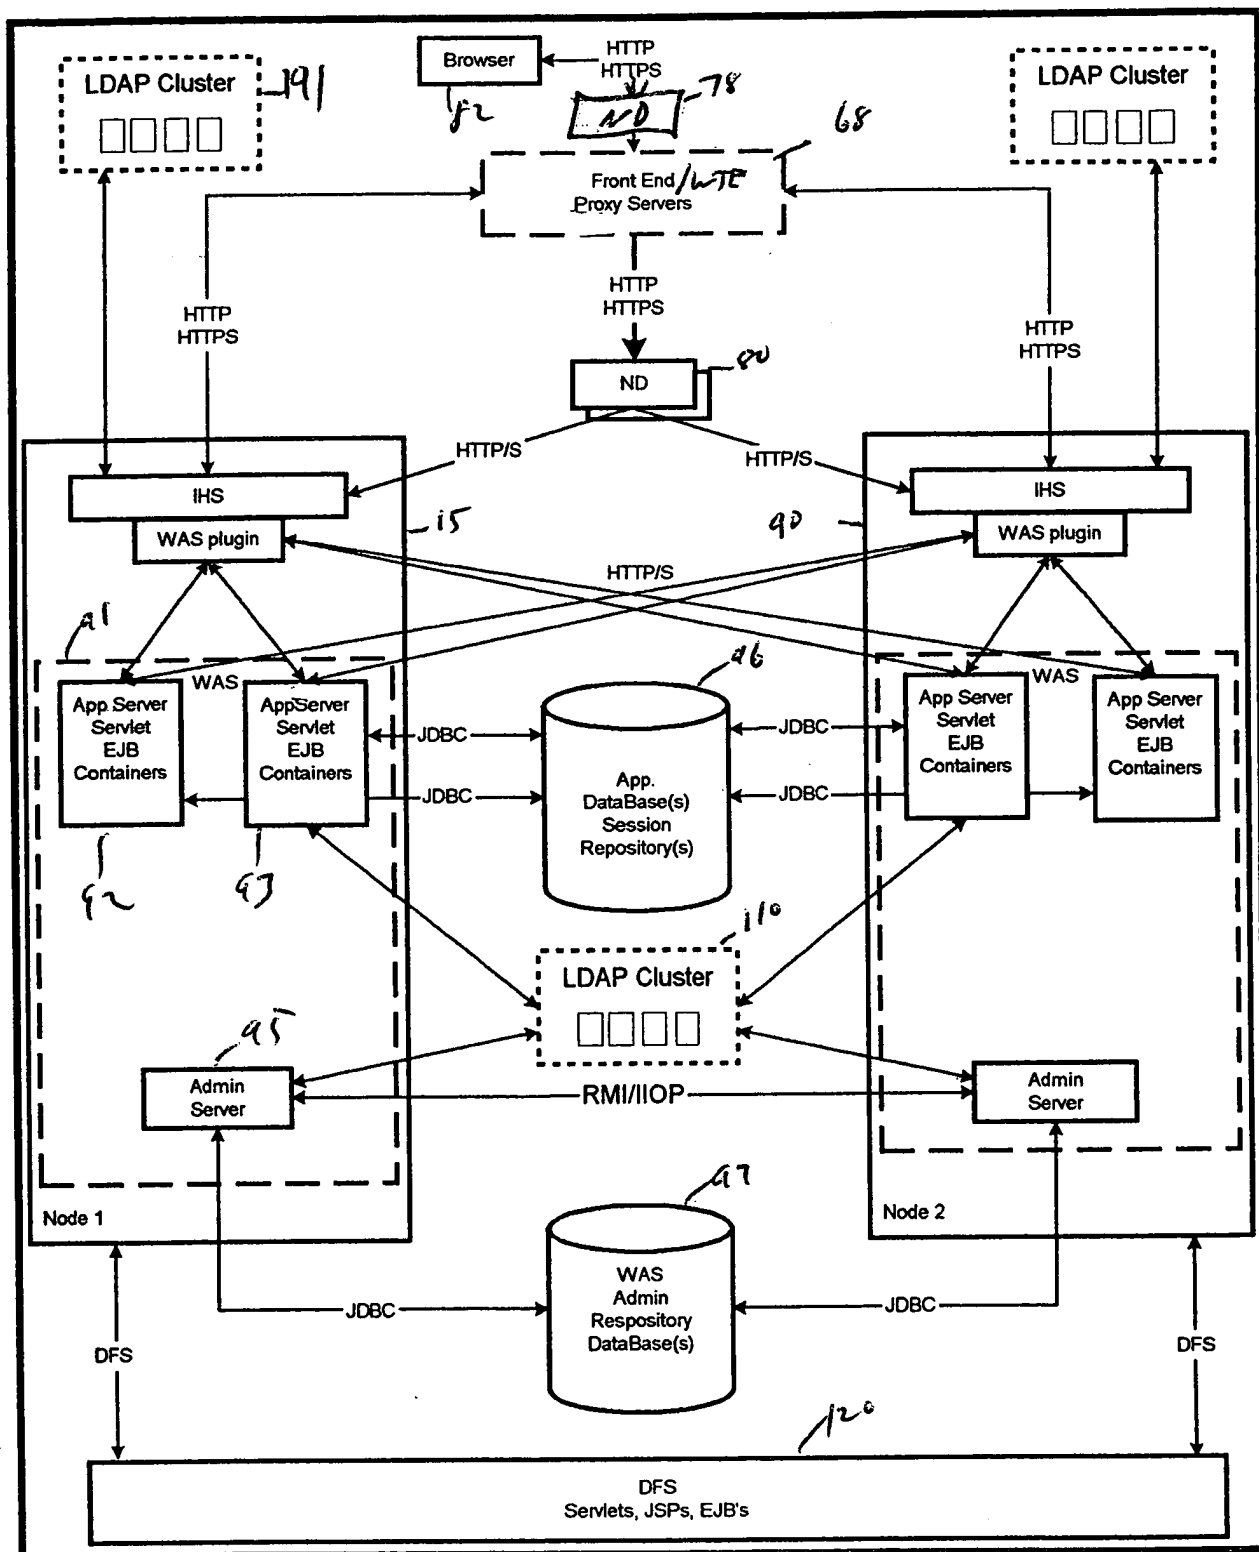 LDAP Cluster
191
Browser
82
HTTP
HTTPS
78
ND
68
LDAP Cluster
Front End/WTE
Proxy Servers
HTTP
HTTPS
HTTP
HTTPS
HTTP
HTTPS
80
ND
HTTP/S
HTTP/S
IHS
WAS plugin
15
90
IHS
WAS plugin
HTTP/S
91
WAS
App Server
Servlet
EJB
Containers
AppServer
Servlet
EJB
Containers
92
93
96
JDBC
JDBC
App.
DataBase(s)
Session
Repository(s)
JDBC
JDBC
WAS
App Server
Servlet
EJB
Containers
App Server
Servlet
EJB
Containers
110
LDAP Cluster
95
Admin
Server
RMI/IIOP
Admin
Server
Node 1
Node 2
97
WAS
Admin
Respository
DataBase(s)
JDBC
JDBC
DFS
DFS
120
DFS
Servlets, JSPs, EJB's